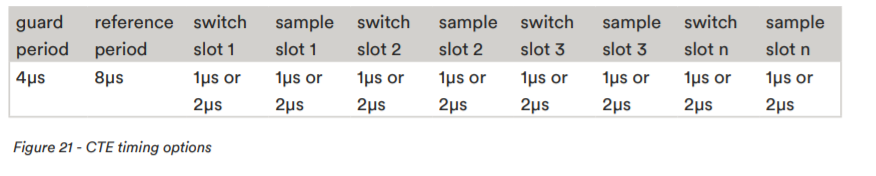 guard reference switch sample switch sample switch sample switch sample
period period slot 1 slot 1 slot 2 slot 2 slot 3 slot 3 slot n slot n
4µs 8µs 1µs or 1µs or 1µs or 1µs or 1µs or 1µs or 1µs or 1µs or
2µs 2µs 2µs 2µs 2µs 2µs 2µs 2µs
Figure 21 - CTE timing options